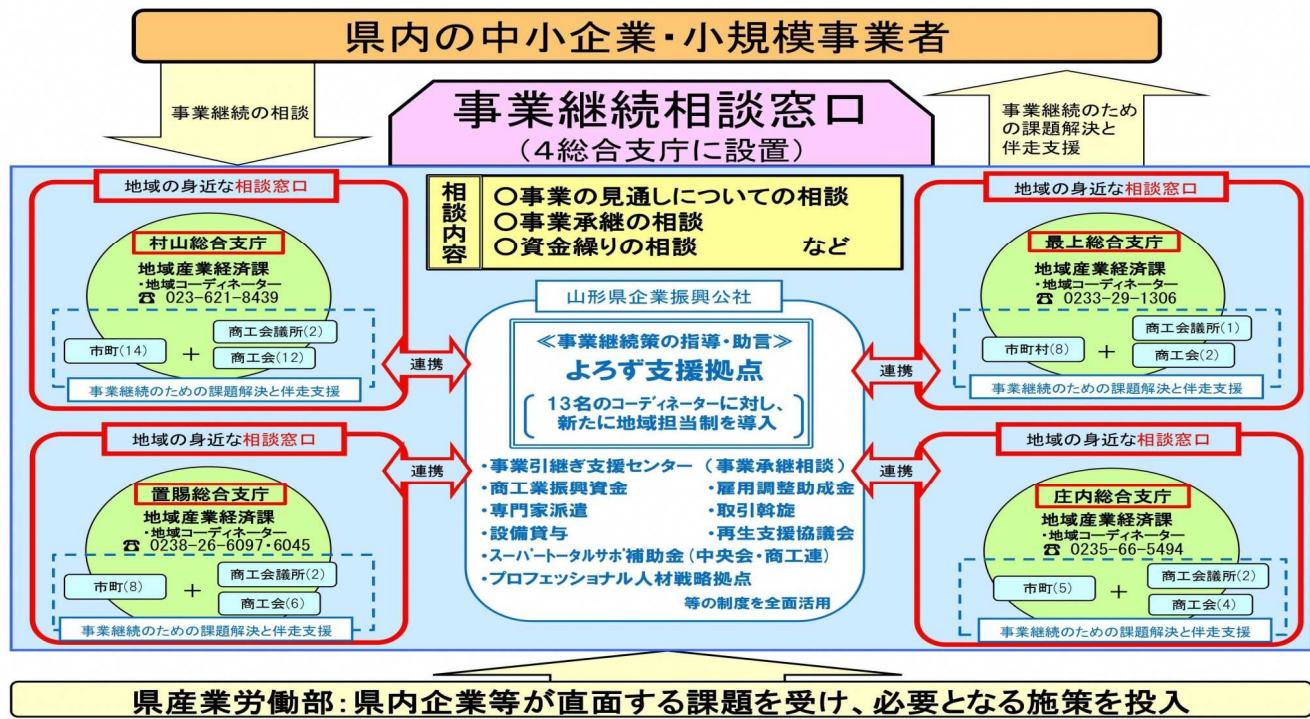 県内の中小企業・小規模事業者
事業継続の相談
事業継続相談窓口
(4総合支庁に設置)
事業継続のため
の課題解決と
伴走支援
相談内容
○事業の見通しについての相談
○事業承継の相談
○資金繰りの相談 など
地域の身近な相談窓口
村山総合支庁
地域産業経済課
・地域コーディネーター
☎ 023-621-8439
市町(14)
+
商工会議所(2)
商工会(12)
事業継続のための課題解決と伴走支援
連携
地域の身近な相談窓口
最上総合支庁
地域産業経済課
・地域コーディネーター
☎ 0233-29-1306
市町村(8)
+
商工会議所(1)
商工会(2)
事業継続のための課題解決と伴走支援
連携
山形県企業振興公社
≪事業継続策の指導・助言≫
よろず支援拠点
13名のコーディネーターに対し、
新たに地域担当制を導入
・事業引継ぎ支援センター (事業承継相談)
・商工業振興資金 ・雇用調整助成金
・専門家派遣 ・取引斡旋
・設備貸与 ・再生支援協議会
・スーパートータルサポ補助金(中央会・商工連)
・プロフェッショナル人材戦略拠点
等の制度を全面活用
地域の身近な相談窓口
置賜総合支庁
地域産業経済課
・地域コーディネーター
☎ 0238-26-6097・6045
市町(8)
+
商工会議所(2)
商工会(6)
事業継続のための課題解決と伴走支援
連携
地域の身近な相談窓口
庄内総合支庁
地域産業経済課
・地域コーディネーター
☎ 0235-66-5494
市町(5)
+
商工会議所(2)
商工会(4)
事業継続のための課題解決と伴走支援
連携
県産業労働部:県内企業等が直面する課題を受け、必要となる施策を投入